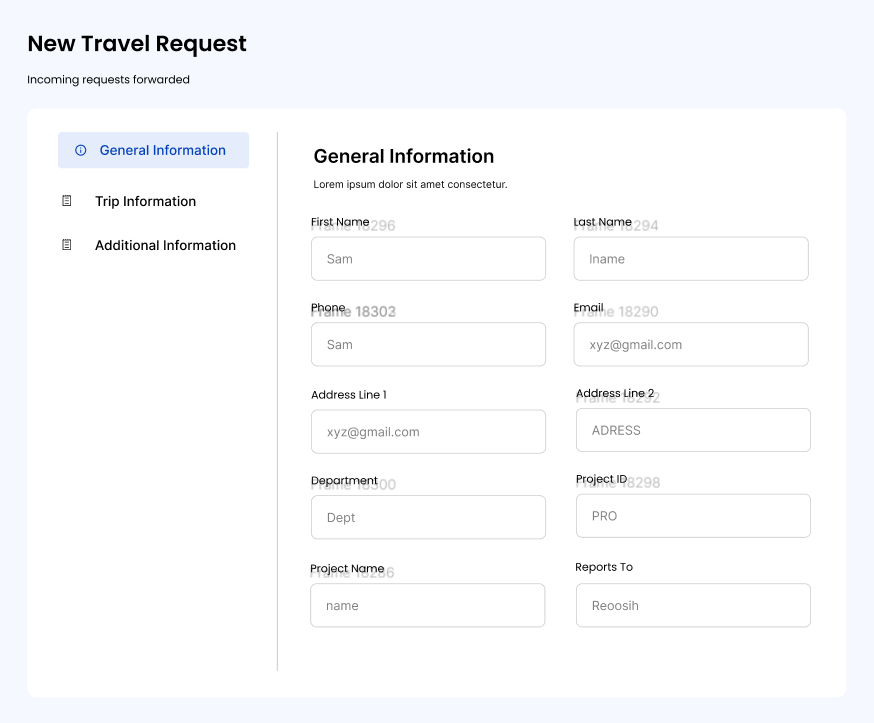 New Travel Request
Incoming requests forwarded
General Information
Trip Information
Additional Information
General Information
Lorem ipsum dolor sit amet consectetur.
First Name
Frame 18296
Last Name
Frame 18294
Sam
lname
Phone
Frame 18302
Email
Frame 18290
Sam
xyz@gmail.com
Address Line 1
Address Line 2
Frame 18292
xyz@gmail.com
ADRESS
Department
Frame 18300
Project ID
Frame 18298
Dept
PRO
Project Name
Frame 18286
Reports To
name
Reoosih